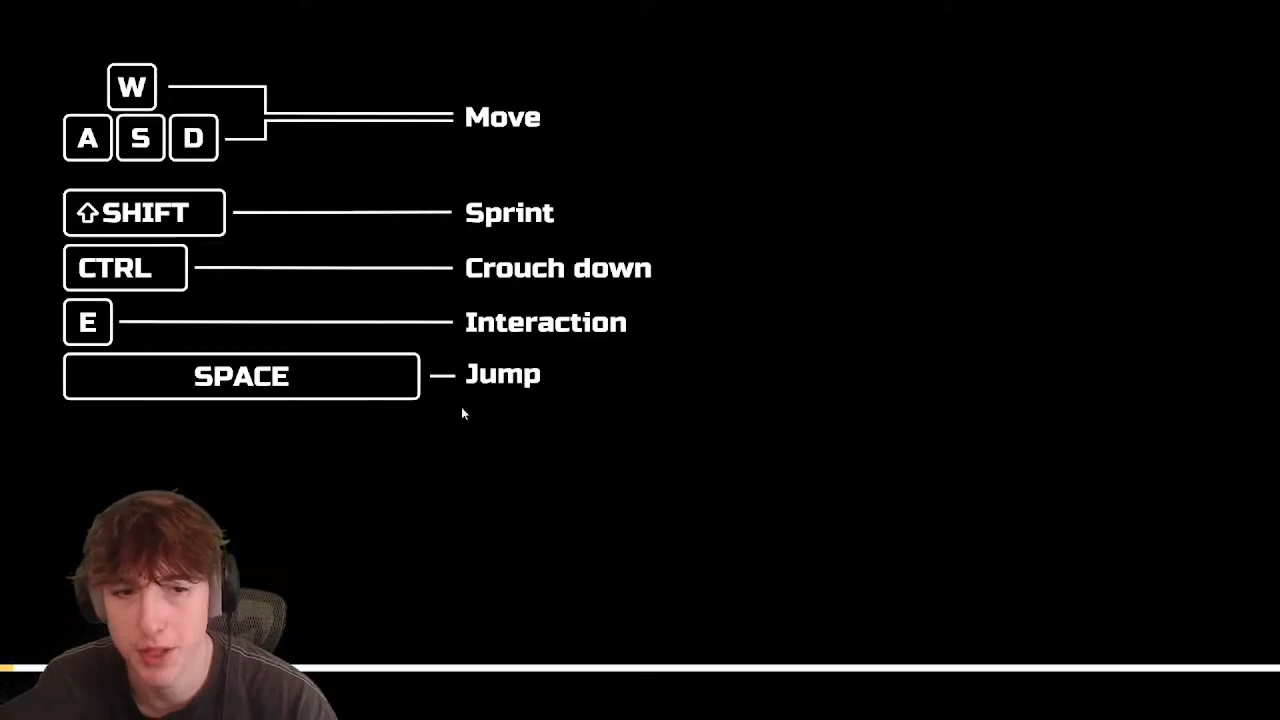 W
A S D
Move
SHIFT Sprint
CTRL Crouch down
E Interaction
SPACE Jump